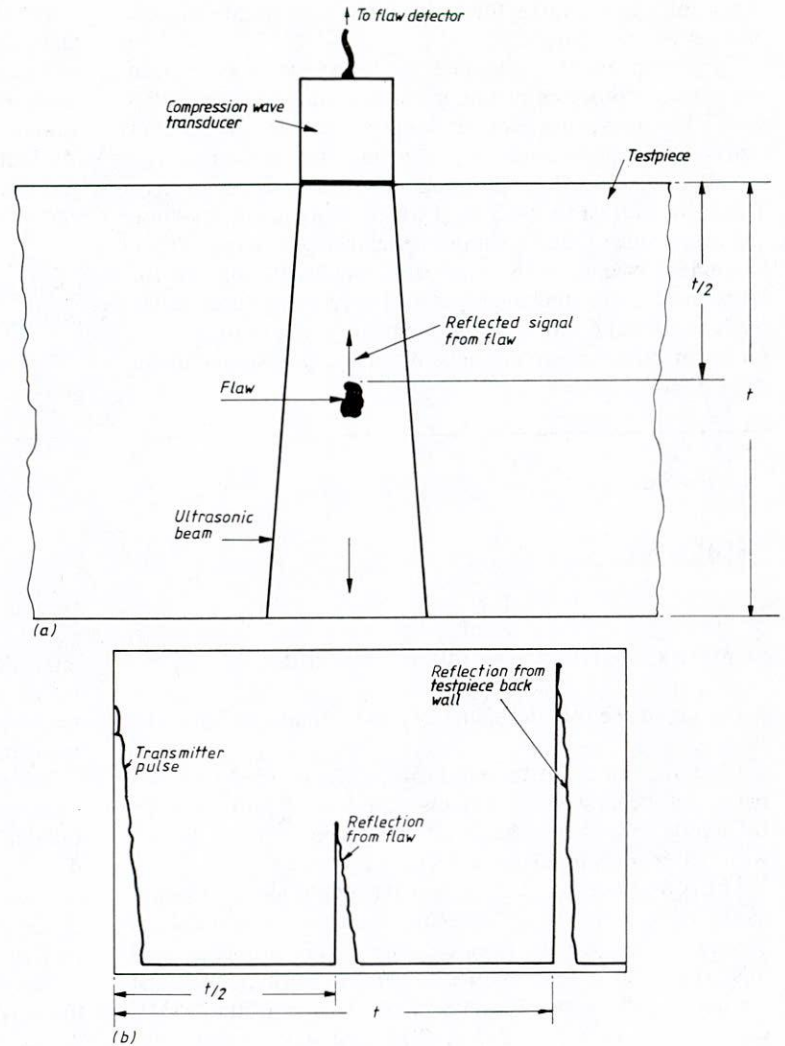 To flaw detector
Compression wave
transducer
Testpiece
t/2
Reflected signal
from flaw
t
Flaw
Ultrasonic
beam
(a)
Reflection from
testpiece back
wall
Transmitter
pulse
Reflection
from flaw
t/2
t
(b)